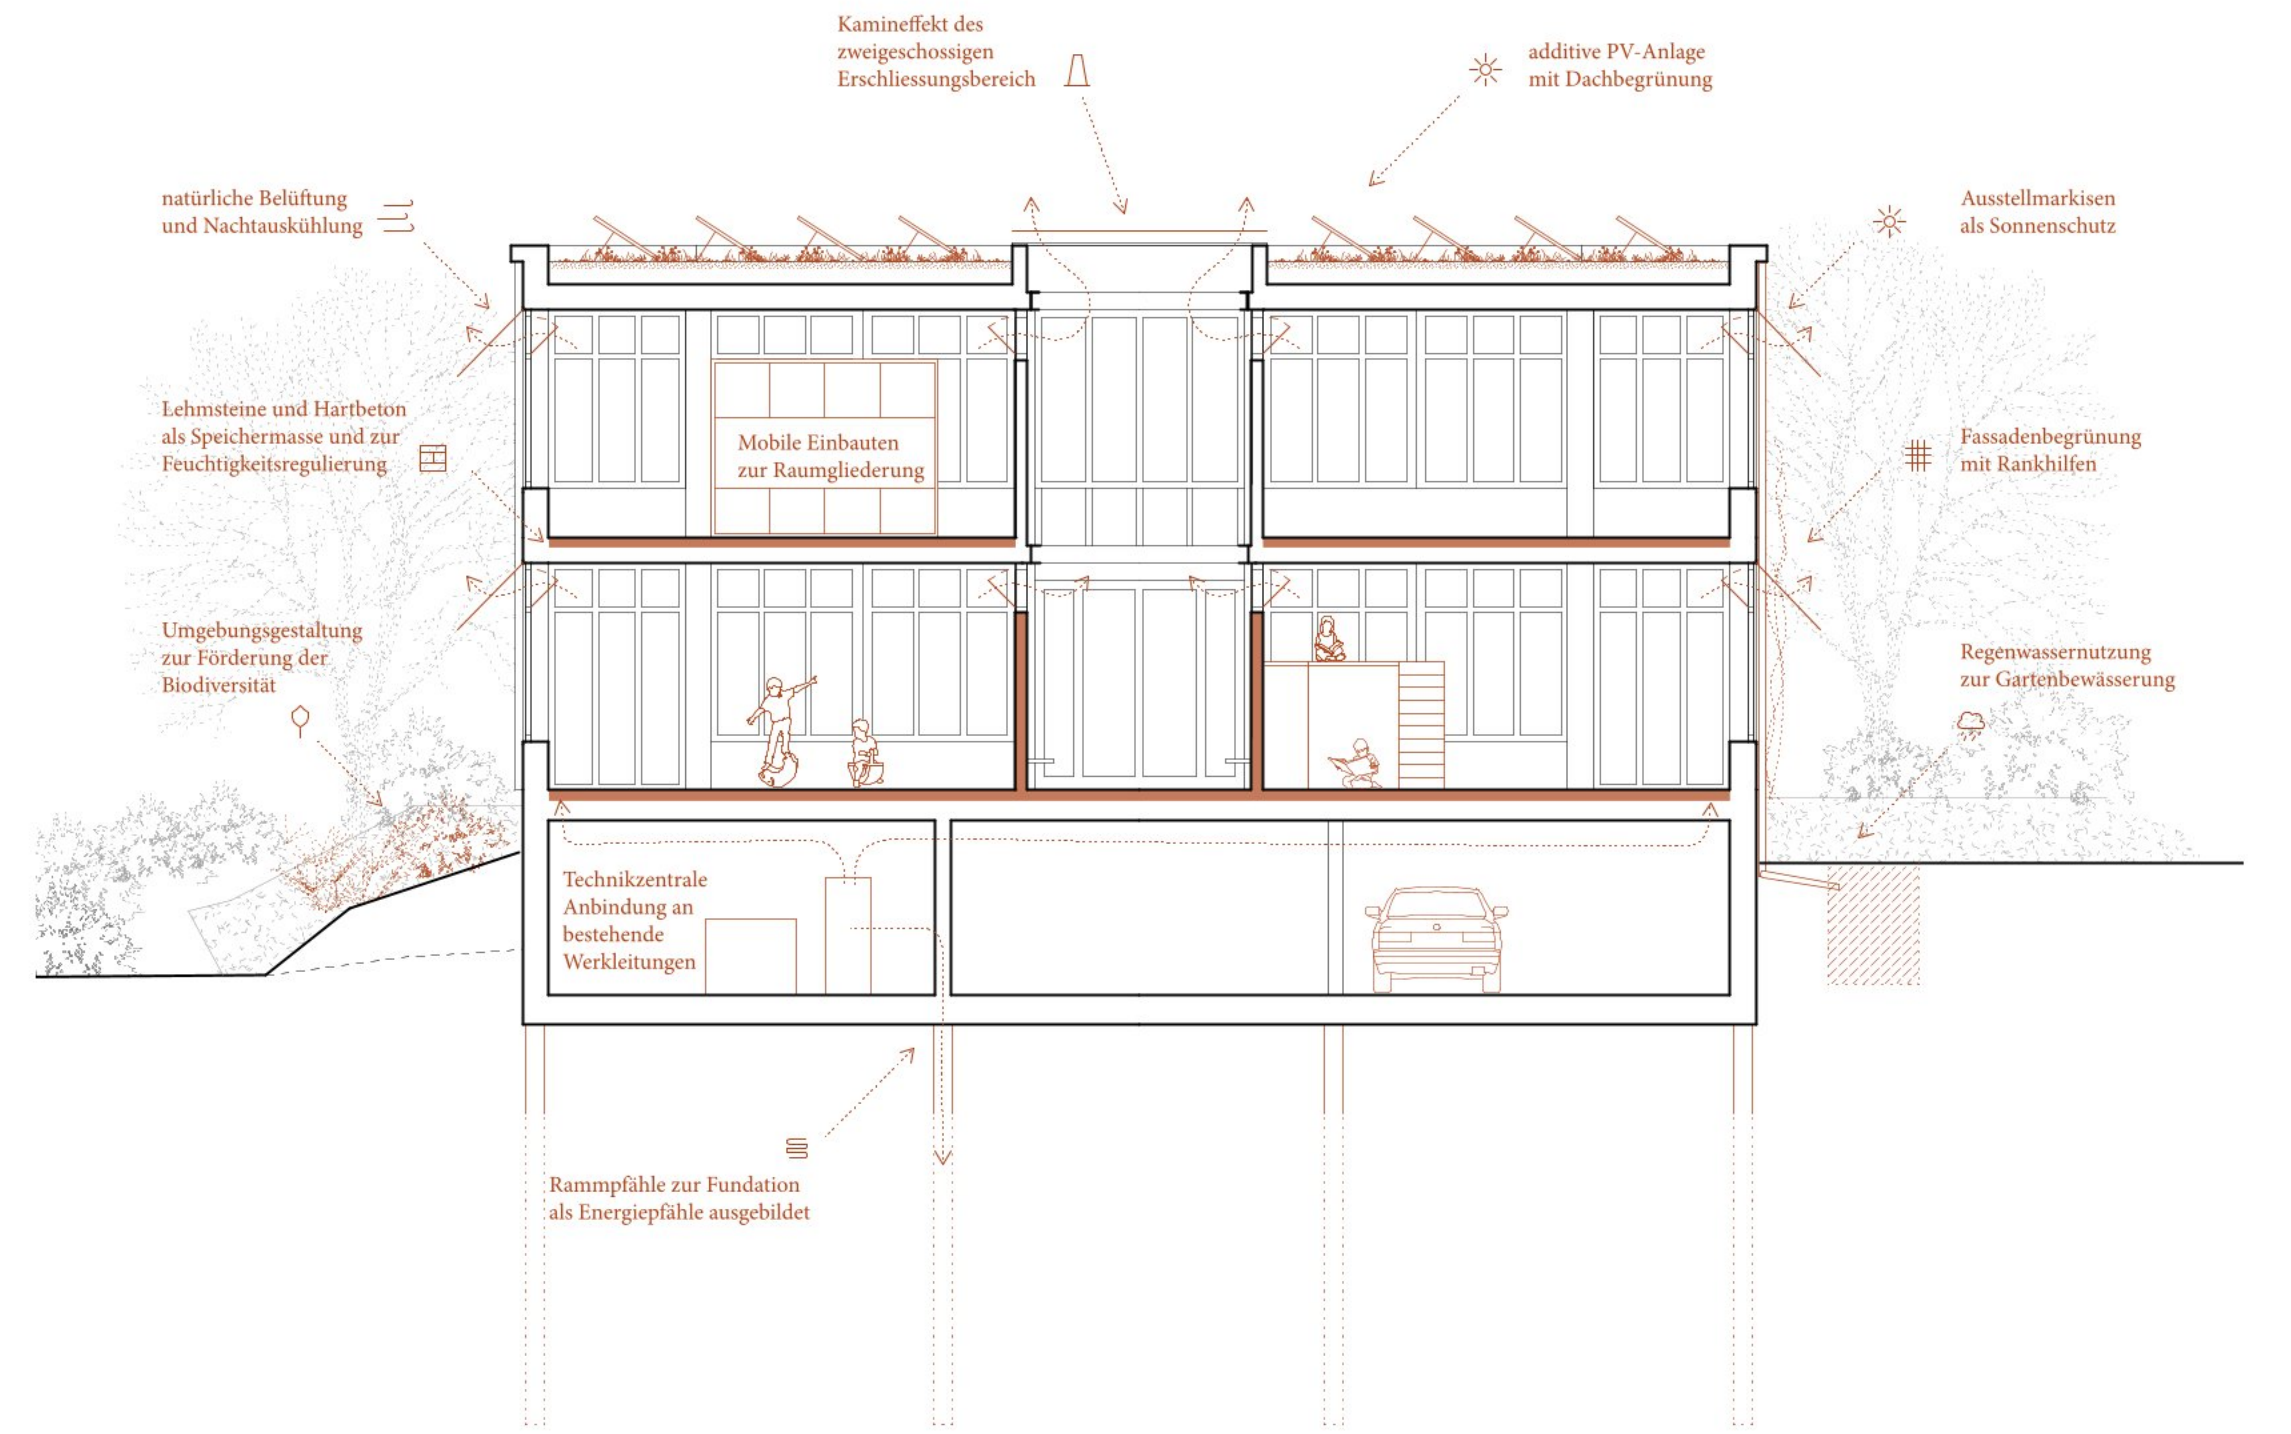 Kamineffekt des
zweigeschossigen
Erschliessungsbereich
additive PV-Anlage
mit Dachbegrünung
natürliche Belüftung
und Nachtauskühlung
Ausstellmarkisen
als Sonnenschutz
Lehmsteine und Hartbeton
als Speichermasse und zur
Feuchtigkeitsregulierung
Mobile Einbauten
zur Raumgliederung
Fassadenbegrünung
mit Rankhilfen
Umgebungsgestaltung
zur Förderung der
Biodiversität
Regenwassernutzung
zur Gartenbewässerung
Technikzentrale
Anbindung an
bestehende
Werkleitungen
Rammpfähle zur Fundation
als Energiepfähle ausgebildet